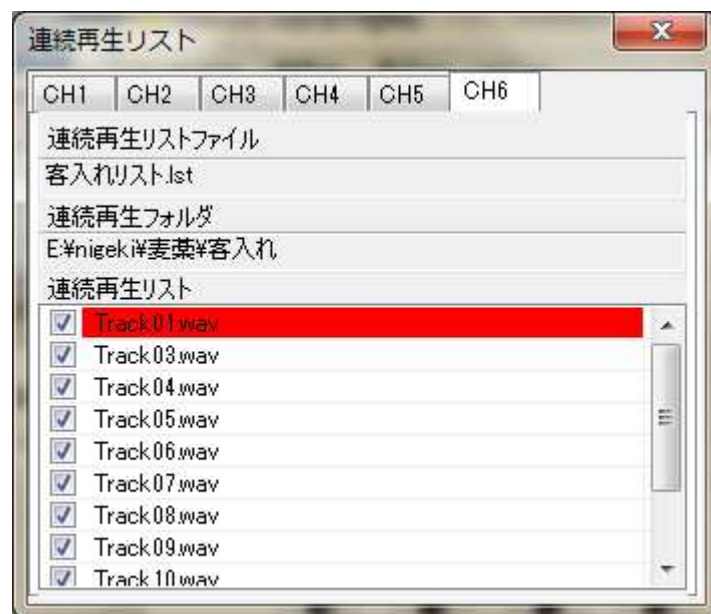 連続再生リスト
CH1 CH2 CH3 CH4 CH5 CH6
連続再生リストファイル
客入れリスト.lst
連続再生フォルダ
E:¥nigeki¥麦藁¥客入れ
連続再生リスト
Track01.wav
Track03.wav
Track04.wav
Track05.wav
Track06.wav
Track07.wav
Track08.wav
Track09.wav
Track10.wav